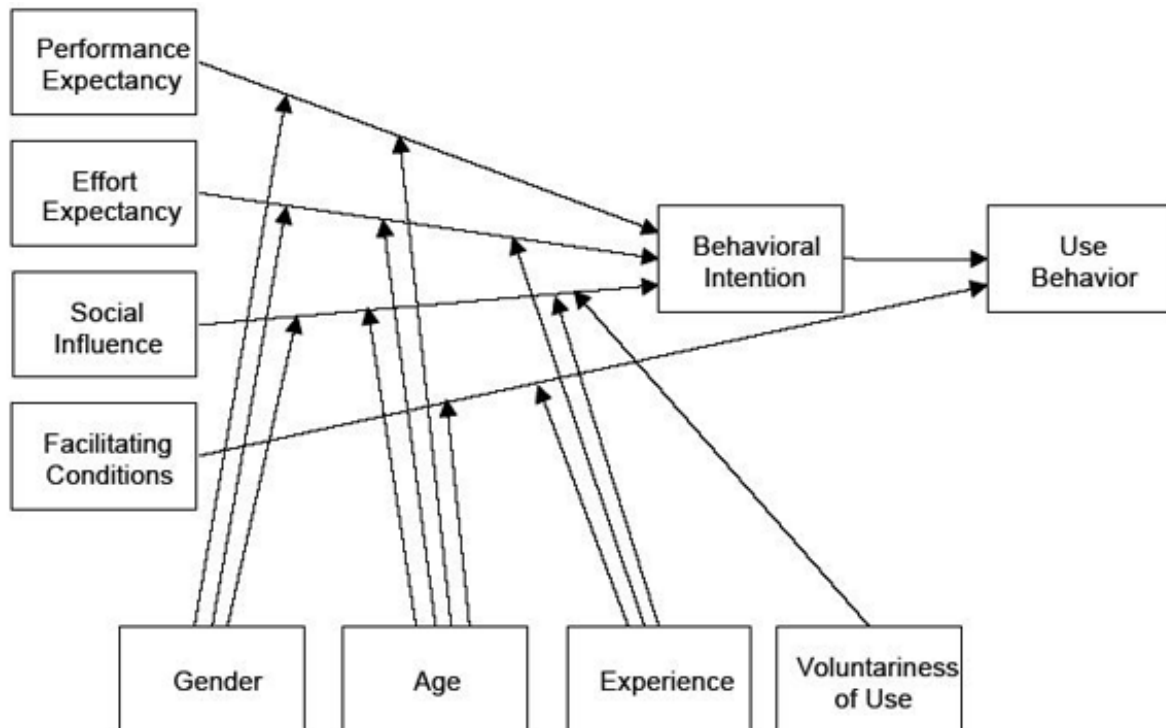 Performance
Expectancy
Effort
Expectancy
Social
Influence
Facilitating
Conditions
Behavioral
Intention
Use
Behavior
Gender
Age
Experience
Voluntariness
of Use